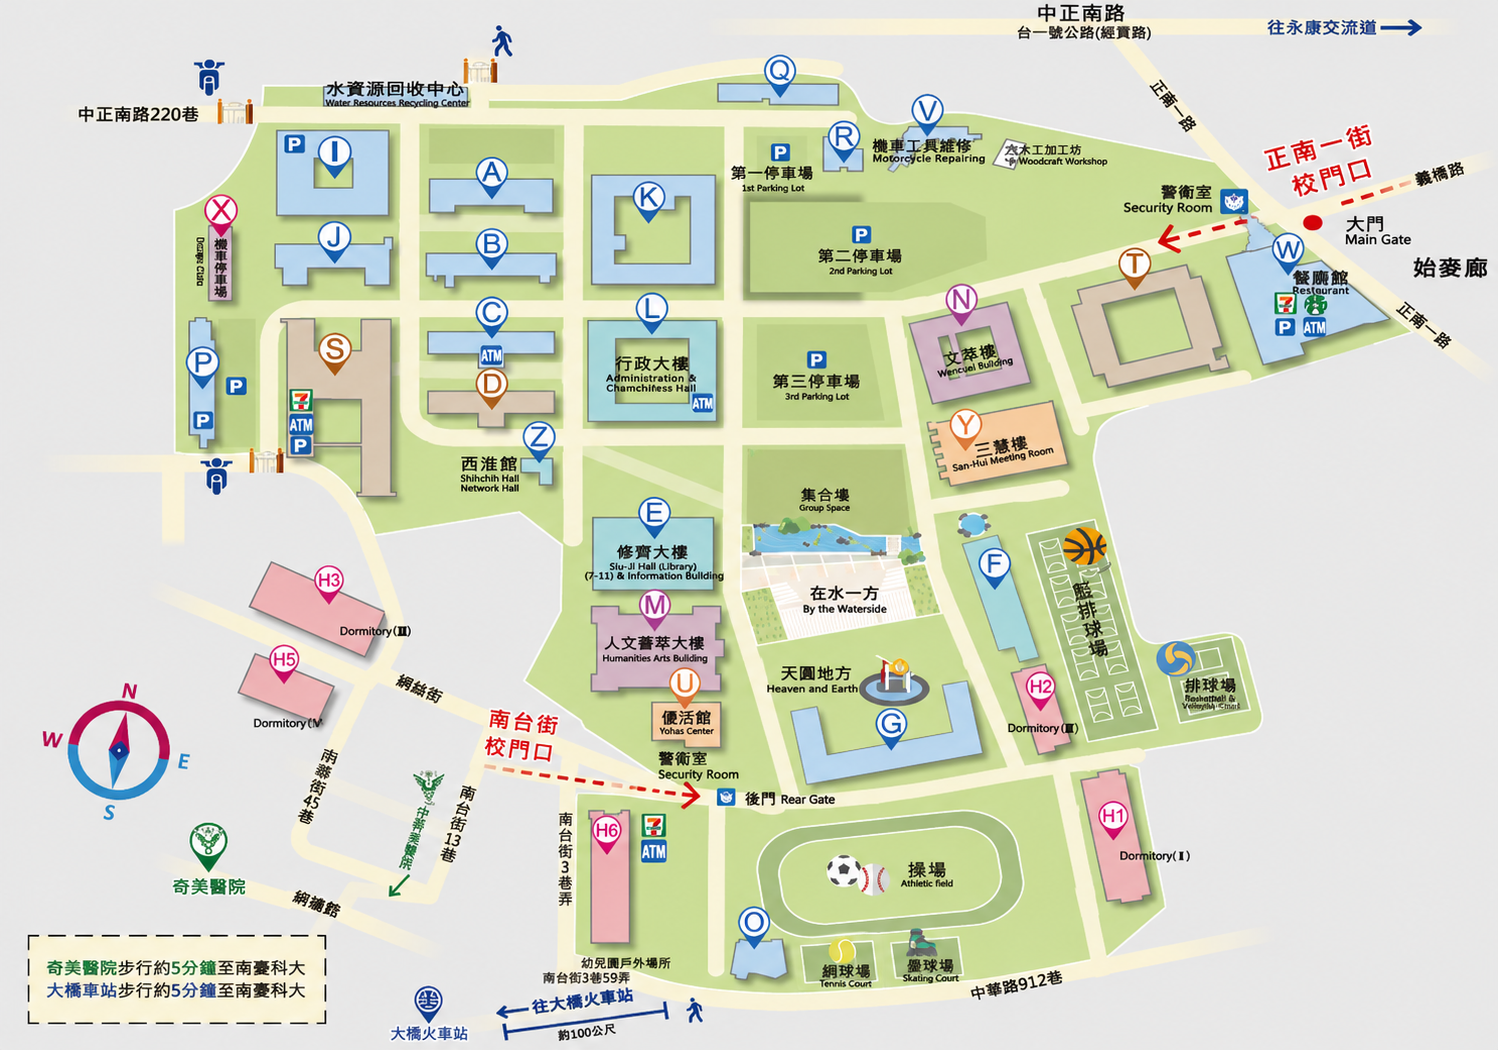 中正南路
台一號公路(經貿路)
往永康交流道
正南一路
正南一街
校門口
義橋路
中正南路220巷
水資源回收中心
Water Resources Recycling Center
Q
V
R
機車工具維修
Motorcycle Repairing
木工加工坊
Woodcraft Workshop
P
I
A
K
P
第一停車場
1st Parking Lot
警衛室
Security Room
大門
Main Gate
始麥廊
X
機車停車場
J
B
P
第二停車場
2nd Parking Lot
T
W
餐廳館
Restaurant
7
P
ATM
正南一路
N
文萃樓
Wencuei Building
P
P
P
S
7
ATM
P
C
ATM
D
L
行政大樓
Administration &
Chamchiness Hall
ATM
P
第三停車場
3rd Parking Lot
Y
三慧樓
San-Hui Meeting Room
Z
西淮館
Shihchih Hall
Network Hall
集合塿
Group Space
E
修齊大樓
Siu-Ji Hall (Library)
(7-11) & Information Building
在水一方
By the Waterside
F
籃排球場
M
人文薈萃大樓
Humanities Arts Building
H3
Dormitory(Ⅲ)
H5
Dormitory(Ⅳ
網絲街
U
優活館
Yohas Center
天圓地方
Heaven and Earth
G
H2
排球場
N
W
E
S
南台街
校門口
警衛室
Security Room
後門 Rear Gate
南台街13巷
南台街3巷弄
H6
7
ATM
H1
Dormitory(Ⅰ)
操場
Athletic field
奇美醫院
O
網球場
Tennis Court
Skating Court
幼兒園戶外場所
南台街3巷59弄
中華路912巷
奇美醫院步行約5分鐘至南臺科大
大橋車站步行約5分鐘至南臺科大
大橋火車站
往大橋火車站
約100公尺